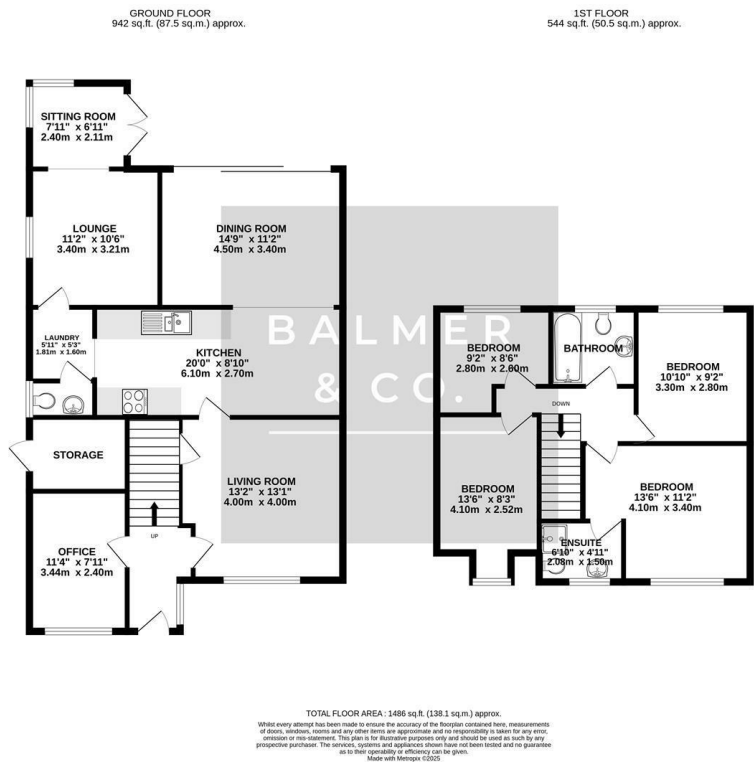 GROUND FLOOR
942 sq.ft. (87.5 sq.m.) approx.
1ST FLOOR
544 sq.ft. (50.5 sq.m.) approx.
SITTING ROOM
7'11" x 6'11"
2.40m x 2.11m
LOUNGE
11'2" x 10'6"
3.40m x 3.21m
DINING ROOM
14'9" x 11'2"
4.50m x 3.40m
LAUNDRY
5'11" x 5'3"
1.81m x 1.60m
KITCHEN
20'0" x 8'10"
6.10m x 2.70m
STORAGE
LIVING ROOM
13'2" x 13'1"
4.00m x 4.00m
OFFICE
11'4" x 7'11"
3.44m x 2.40m
UP
BALMER
& CO.
BEDROOM
9'2" x 8'6"
2.80m x 2.60m
BATHROOM
BEDROOM
10'10" x 9'2"
3.30m x 2.80m
DOWN
BEDROOM
13'6" x 8'3"
4.10m x 2.52m
BEDROOM
13'6" x 11'2"
4.10m x 3.40m
ENSUITE
6'10" x 4'11"
2.08m x 1.50m
TOTAL FLOOR AREA : 1486 sq.ft. (138.1 sq.m.) approx.
Whilst every attempt has been made to ensure the accuracy of the floorplan contained here, measurements
of doors, windows, rooms and any other items are approximate and no responsibility is taken for any error,
omission or mis-statement. This plan is for illustrative purposes only and should be used as such by any
prospective purchaser. The services, systems and appliances shown have not been tested and no guarantee
as to their operability or efficiency can be given.
Made with Metropix ©2025